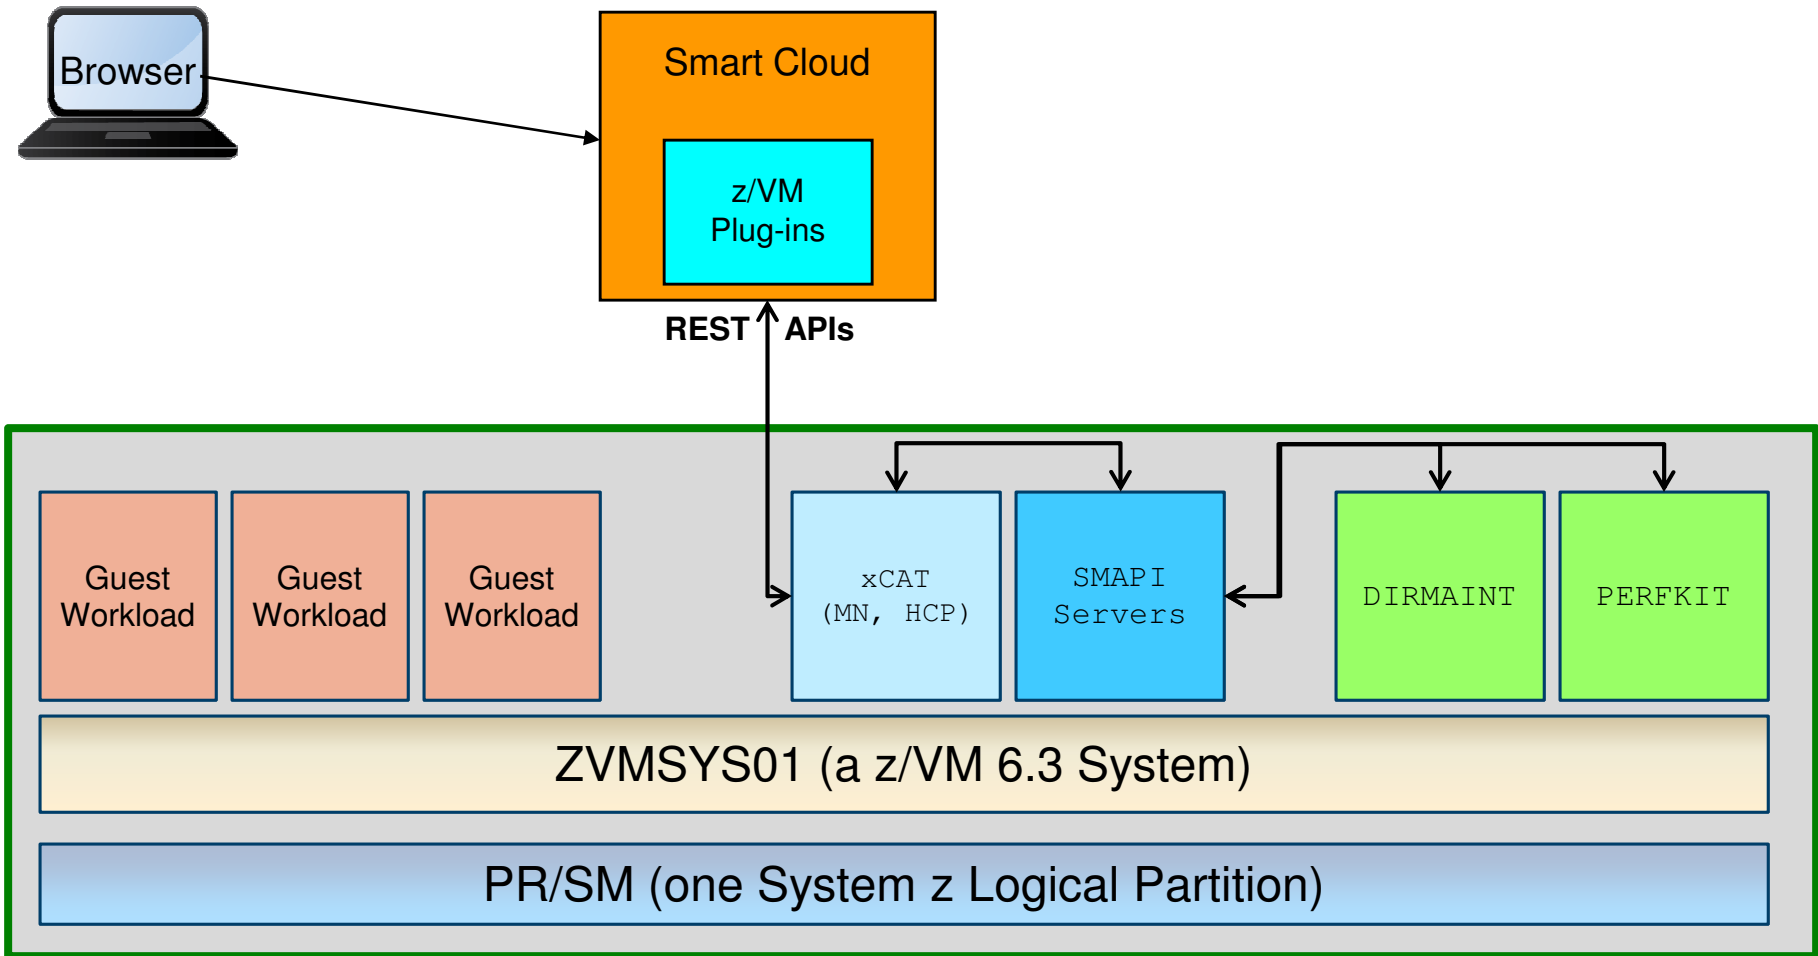 Browser
Smart Cloud
z/VM
Plug-ins
REST APIs
Guest
Workload
Guest
Workload
Guest
Workload
xCAT
(MN, HCP)
SMAPI
Servers
DIRMAINT
PERFKIT
ZVMSYS01 (a z/VM 6.3 System)
PR/SM (one System z Logical Partition)